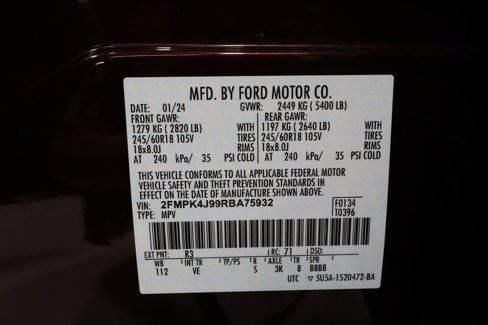 MFD. BY FORD MOTOR CO.
DATE: 01/24 GVWR: 2449 KG ( 5400 LB)
FRONT GAWR: REAR GAWR:
1279 KG ( 2820 LB) WITH 1197 KG ( 2640 LB) WITH
245/60R18 105V TIRES 245/60R18 105V TIRES
18x8.0J RIMS 18x8.0J RIMS
AT 240 kPa/ 35 PSI COLD AT 240 kPa/ 35 PSI COLD
THIS VEHICLE CONFORMS TO ALL APPLICABLE FEDERAL MOTOR
VEHICLE SAFETY AND THEFT PREVENTION STANDARDS IN
EFFECT ON THE DATE OF MANUFACTURE SHOWN ABOVE.
VIN: 2FMPK4J99RBA75932 F0134
TYPE: MPV T0396
EXT PNT: R3 RC: 71 DSO:
WB INT TR TP/PS R AXLE TR SPR
112 VE S 3K 8 BBBB
UTC ▽ 5U5A-1520472-BA